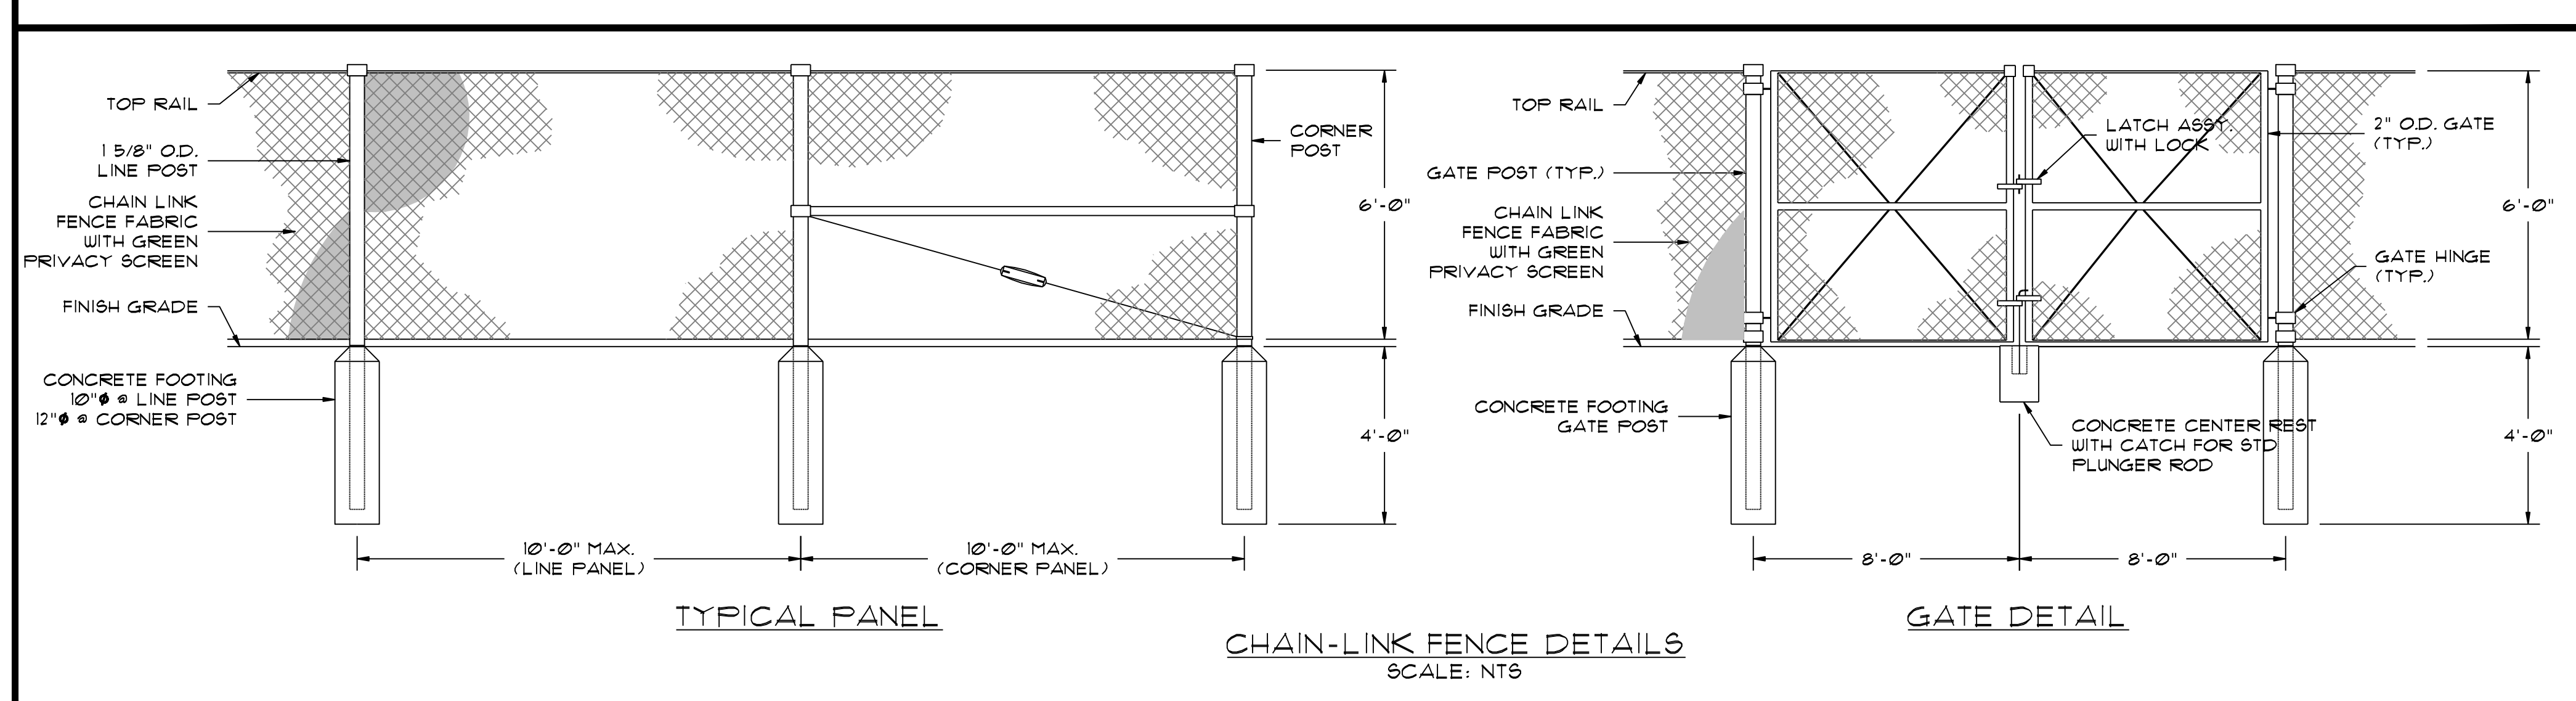 TOP RAIL
1 5/8" O.D.
LINE POST
CHAIN LINK
FENCE FABRIC
WITH GREEN
PRIVACY SCREEN
FINISH GRADE
CONCRETE FOOTING
10"Ø @ LINE POST
12"Ø @ CORNER POST
CORNER
POST
6'-0"
4'-0"
10'-0" MAX.
(LINE PANEL)
10'-0" MAX.
(CORNER PANEL)
TYPICAL PANEL
TOP RAIL
GATE POST (TYP.)
CHAIN LINK
FENCE FABRIC
WITH GREEN
PRIVACY SCREEN
FINISH GRADE
CONCRETE FOOTING
GATE POST
LATCH ASSY.
WITH LOCK
2" O.D. GATE
(TYP.)
GATE HINGE
(TYP.)
6'-0"
4'-0"
CONCRETE CENTER REST
WITH CATCH FOR STD
PLUNGER ROD
8'-0"
8'-0"
GATE DETAIL
CHAIN-LINK FENCE DETAILS
SCALE: NTS